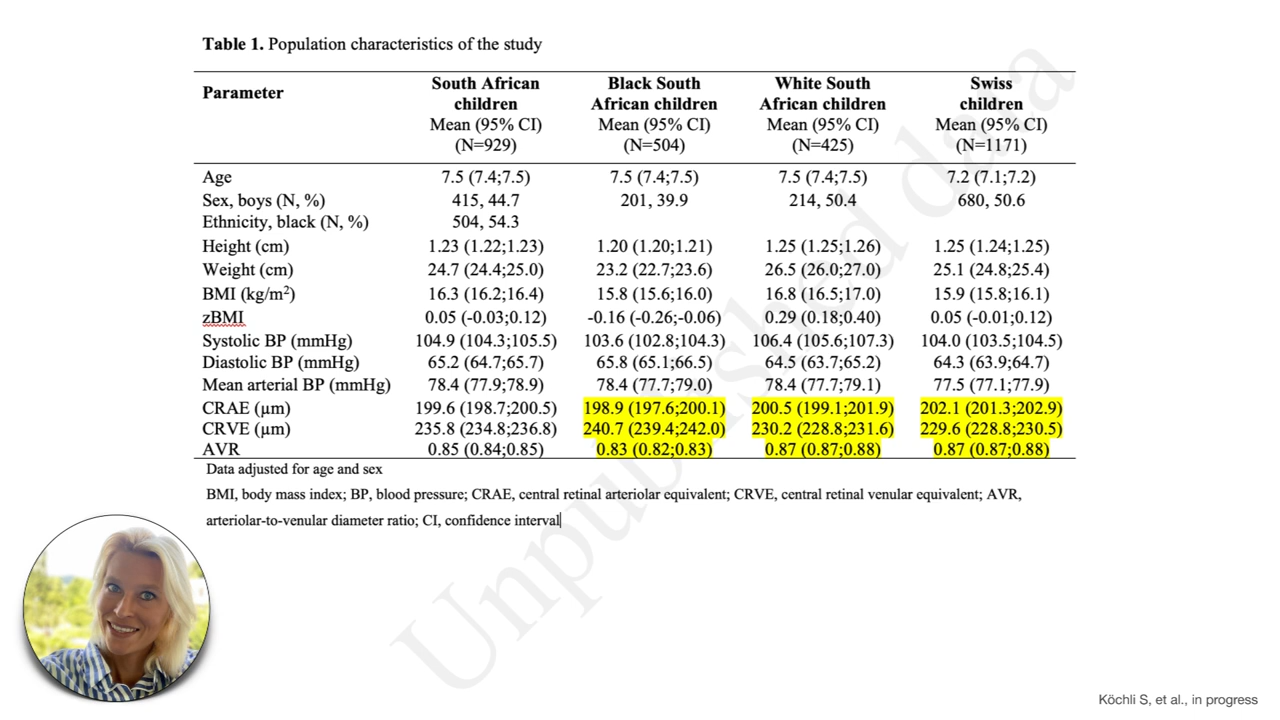 Table 1. Population characteristics of the study
Parameter
South African children Mean (95% CI) (N=929)
Black South African children Mean (95% CI) (N=504)
White South African children Mean (95% CI) (N=425)
Swiss children Mean (95% CI) (N=1171)
Age 7.5 (7.4;7.5) 7.5 (7.4;7.5) 7.5 (7.4;7.5) 7.2 (7.1;7.2)
Sex, boys (N, %) 415, 44.7 201, 39.9 214, 50.4 680, 50.6
Ethnicity, black (N, %) 504, 54.3
Height (cm) 1.23 (1.22;1.23) 1.20 (1.20;1.21) 1.25 (1.25;1.26) 1.25 (1.24;1.25)
Weight (cm) 24.7 (24.4;25.0) 23.2 (22.7;23.6) 26.5 (26.0;27.0) 25.1 (24.8;25.4)
BMI (kg/m²) 16.3 (16.2;16.4) 15.8 (15.6;16.0) 16.8 (16.5;17.0) 15.9 (15.8;16.1)
zBMI 0.05 (-0.03;0.12) -0.16 (-0.26;-0.06) 0.29 (0.18;0.40) 0.05 (-0.01;0.12)
Systolic BP (mmHg) 104.9 (104.3;105.5) 103.6 (102.8;104.3) 106.4 (105.6;107.3) 104.0 (103.5;104.5)
Diastolic BP (mmHg) 65.2 (64.7;65.7) 65.8 (65.1;66.5) 64.5 (63.7;65.2) 64.3 (63.9;64.7)
Mean arterial BP (mmHg) 78.4 (77.9;78.9) 78.4 (77.7;79.0) 78.4 (77.7;79.1) 77.5 (77.1;77.9)
CRAE (µm) 199.6 (198.7;200.5) 198.9 (197.6;200.1) 200.5 (199.1;201.9) 202.1 (201.3;202.9)
CRVE (µm) 235.8 (234.8;236.8) 240.7 (239.4;242.0) 230.2 (228.8;231.6) 229.6 (228.8;230.5)
AVR 0.85 (0.84;0.85) 0.83 (0.82;0.83) 0.87 (0.87;0.88) 0.87 (0.87;0.88)
Data adjusted for age and sex
BMI, body mass index; BP, blood pressure; CRAE, central retinal arteriolar equivalent; CRVE, central retinal venular equivalent; AVR,
arteriolar-to-venular diameter ratio; CI, confidence interval
Unpublished data
Köchli S, et al., in progress